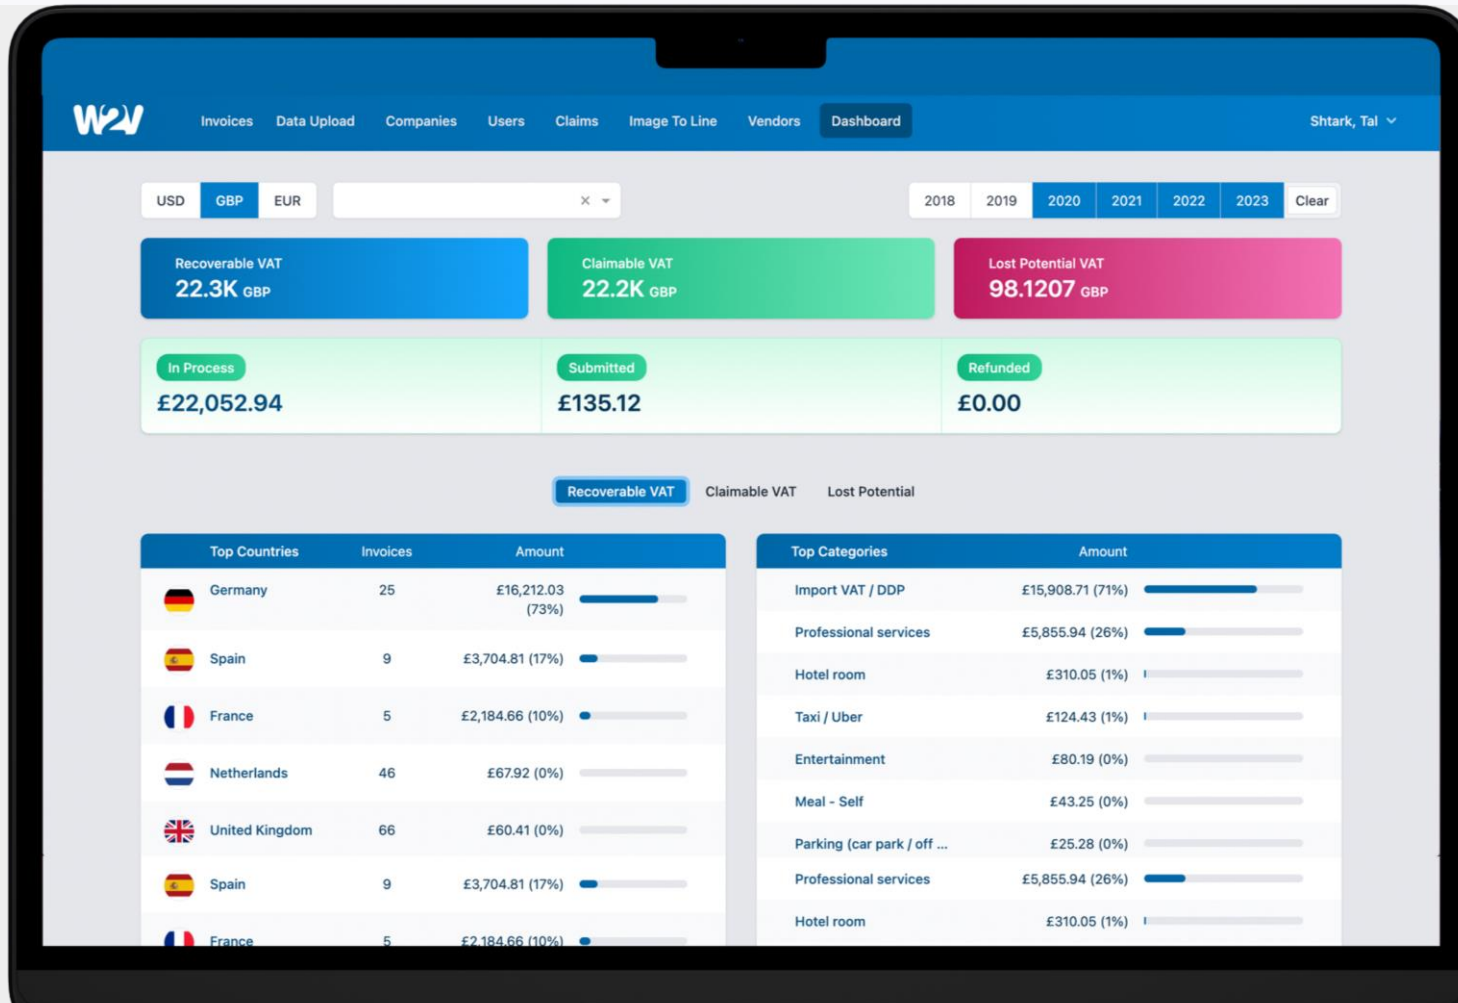 W2V
Invoices Data Upload Companies Users Claims Image To Line Vendors Dashboard Shtark, Tal
USD GBP EUR 2018 2019 2020 2021 2022 2023 Clear
Recoverable VAT
22.3K GBP
Claimable VAT
22.2K GBP
Lost Potential VAT
98.1207 GBP
In Process
£22,052.94
Submitted
£135.12
Refunded
£0.00
Recoverable VAT Claimable VAT Lost Potential
Top Countries Invoices Amount
Germany 25 £16,212.03
(73%)
Spain 9 £3,704.81 (17%)
France 5 £2,184.66 (10%)
Netherlands 46 £67.92 (0%)
United Kingdom 66 £60.41 (0%)
Spain 9 £3,704.81 (17%)
France 5 £2,184.66 (10%)
Top Categories Amount
Import VAT / DDP £15,908.71 (71%)
Professional services £5,855.94 (26%)
Hotel room £310.05 (1%)
Taxi / Uber £124.43 (1%)
Entertainment £80.19 (0%)
Meal - Self £43.25 (0%)
Parking (car park / off ... £25.28 (0%)
Professional services £5,855.94 (26%)
Hotel room £310.05 (1%)